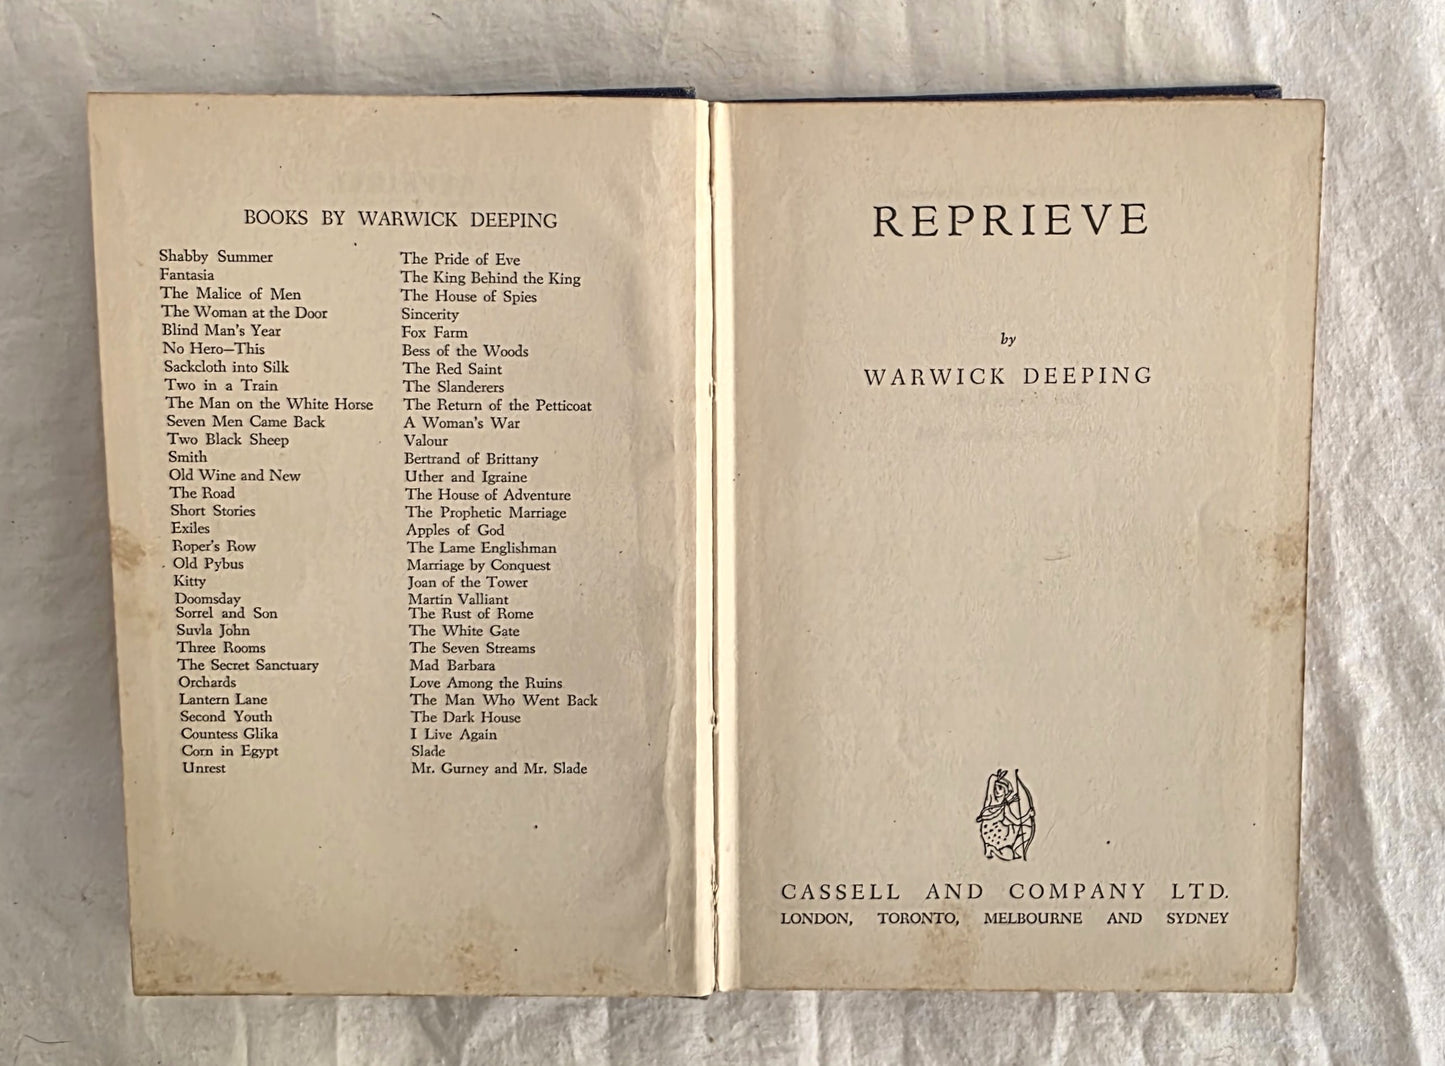 BOOKS BY WARWICK DEEPING
Shabby Summer
Fantasia
The Malice of Men
The Woman at the Door
Blind Man's Year
No Hero—This
Sackcloth into Silk
Two in a Train
The Man on the White Horse
Seven Men Came Back
Two Black Sheep
Smith
Old Wine and New
The Road
Short Stories
Exiles
Roper's Row
Old Pybus
Kitty
Doomsday
Sorrel and Son
Suvla John
Three Rooms
The Secret Sanctuary
Orchards
Lantern Lane
Second Youth
Countess Glika
Corn in Egypt
Unrest
The Pride of Eve
The King Behind the King
The House of Spies
Sincerity
Fox Farm
Bess of the Woods
The Red Saint
The Slanderers
The Return of the Petticoat
A Woman's War
Valour
Bertrand of Brittany
Uther and Igraine
The House of Adventure
The Prophetic Marriage
Apples of God
The Lame Englishman
Marriage by Conquest
Joan of the Tower
Martin Valliant
The Rust of Rome
The White Gate
The Seven Streams
Mad Barbara
Love Among the Ruins
The Man Who Went Back
The Dark House
I Live Again
Slade
Mr. Gurney and Mr. Slade
REPRIEVE
by
WARWICK DEEPING
CASSELL AND COMPANY LTD.
LONDON, TORONTO, MELBOURNE AND SYDNEY